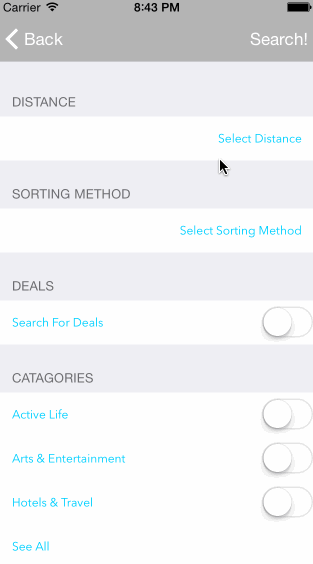 Carrier 8:43 PM
Back Search!
DISTANCE
Select Distance
SORTING METHOD
Select Sorting Method
DEALS
Search For Deals
CATAGORIES
Active Life
Arts & Entertainment
Hotels & Travel
See All